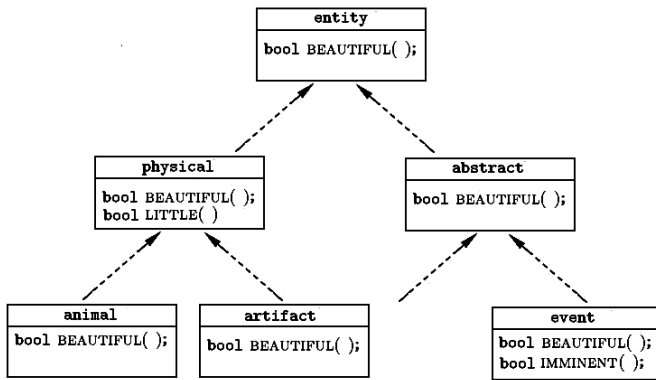 entity
bool BEAUTIFUL( );
physical
bool BEAUTIFUL( );
bool LITTLE( )
abstract
bool BEAUTIFUL( );
animal
bool BEAUTIFUL( );
artifact
bool BEAUTIFUL( );
event
bool BEAUTIFUL( );
bool IMMINENT( );